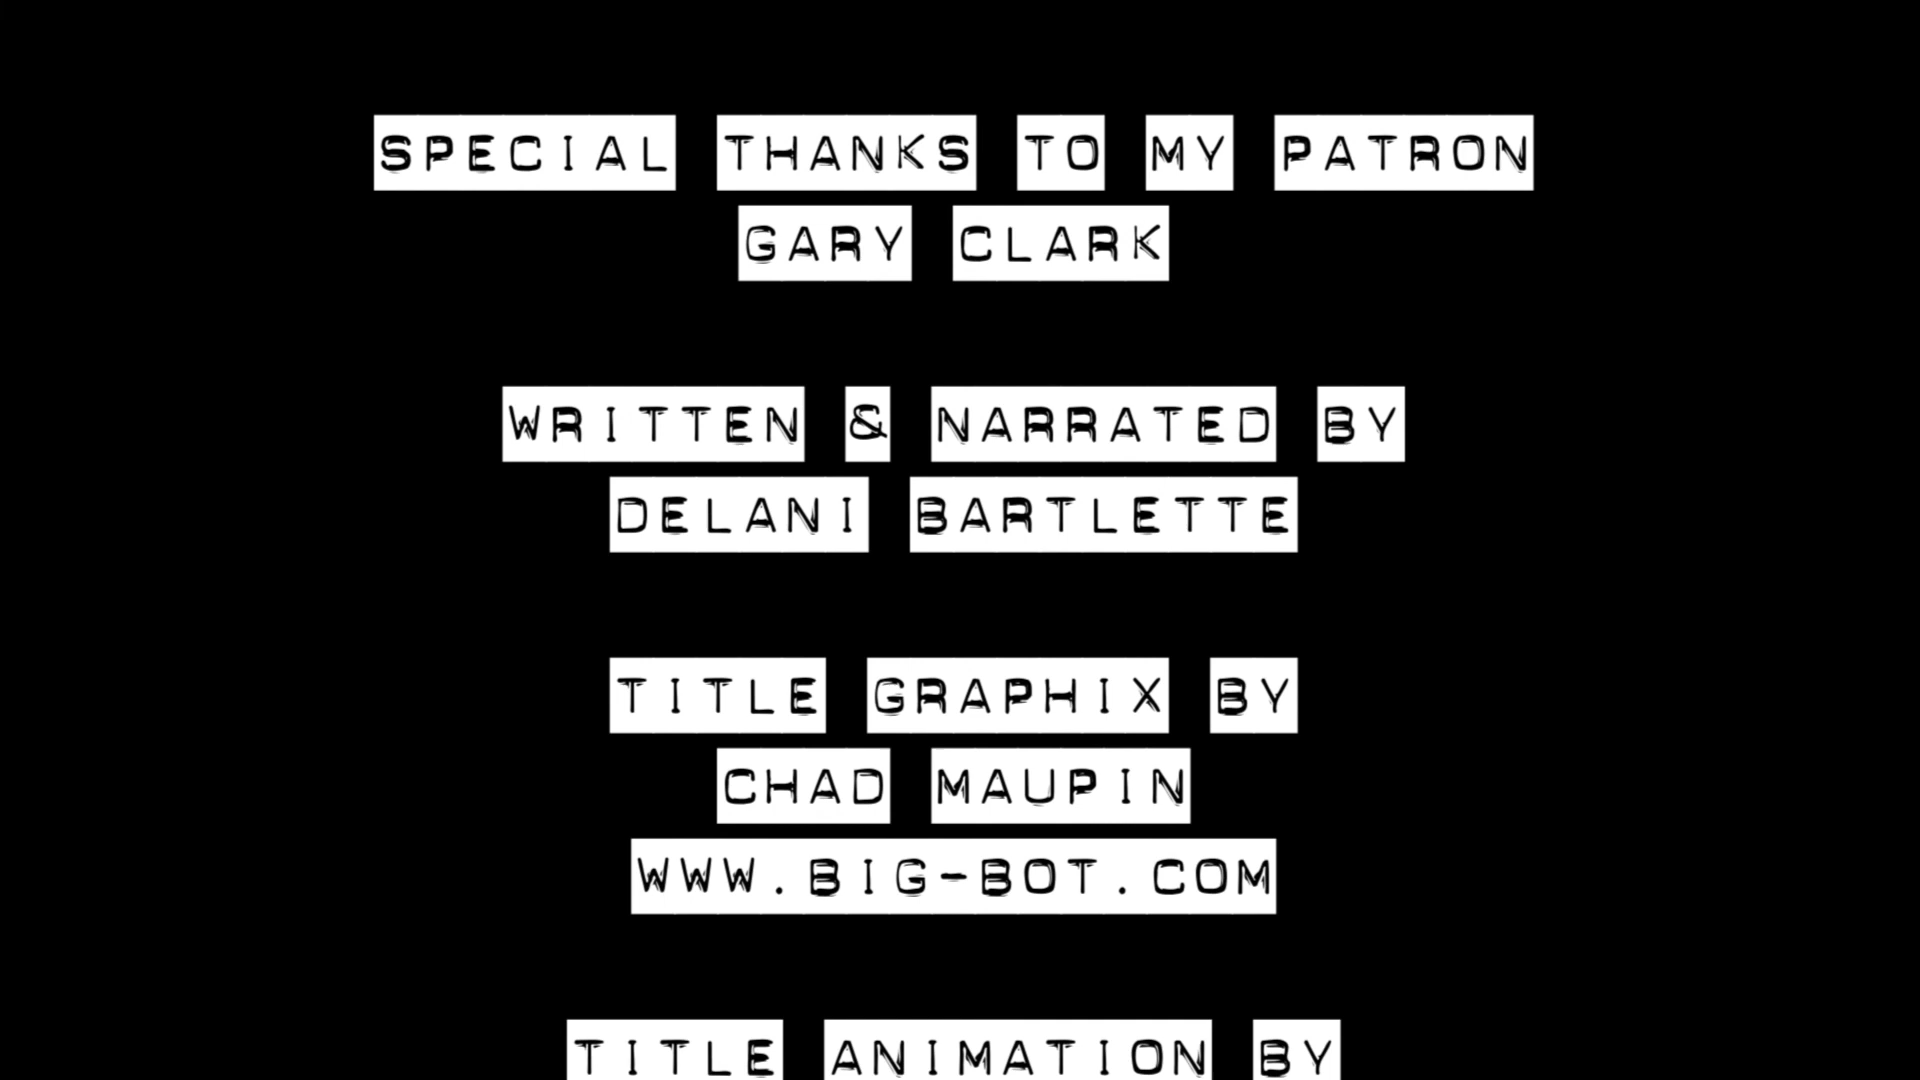 SPECIAL THANKS TO MY PATRON
GARY CLARK
WRITTEN & NARRATED BY
DELANI BARTLETTE
TITLE GRAPHIX BY
CHAD MAUPIN
WWW.BIG-BOT.COM
TITLE ANIMATION BY